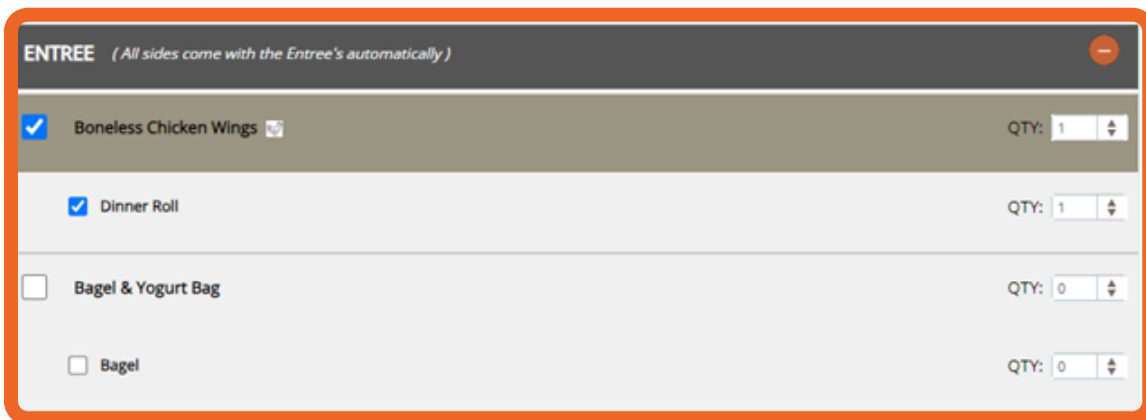 ENTREE ( All sides come with the Entree's automatically )
Boneless Chicken Wings QTY: 1
Dinner Roll QTY: 1
Bagel & Yogurt Bag QTY: 0
Bagel QTY: 0